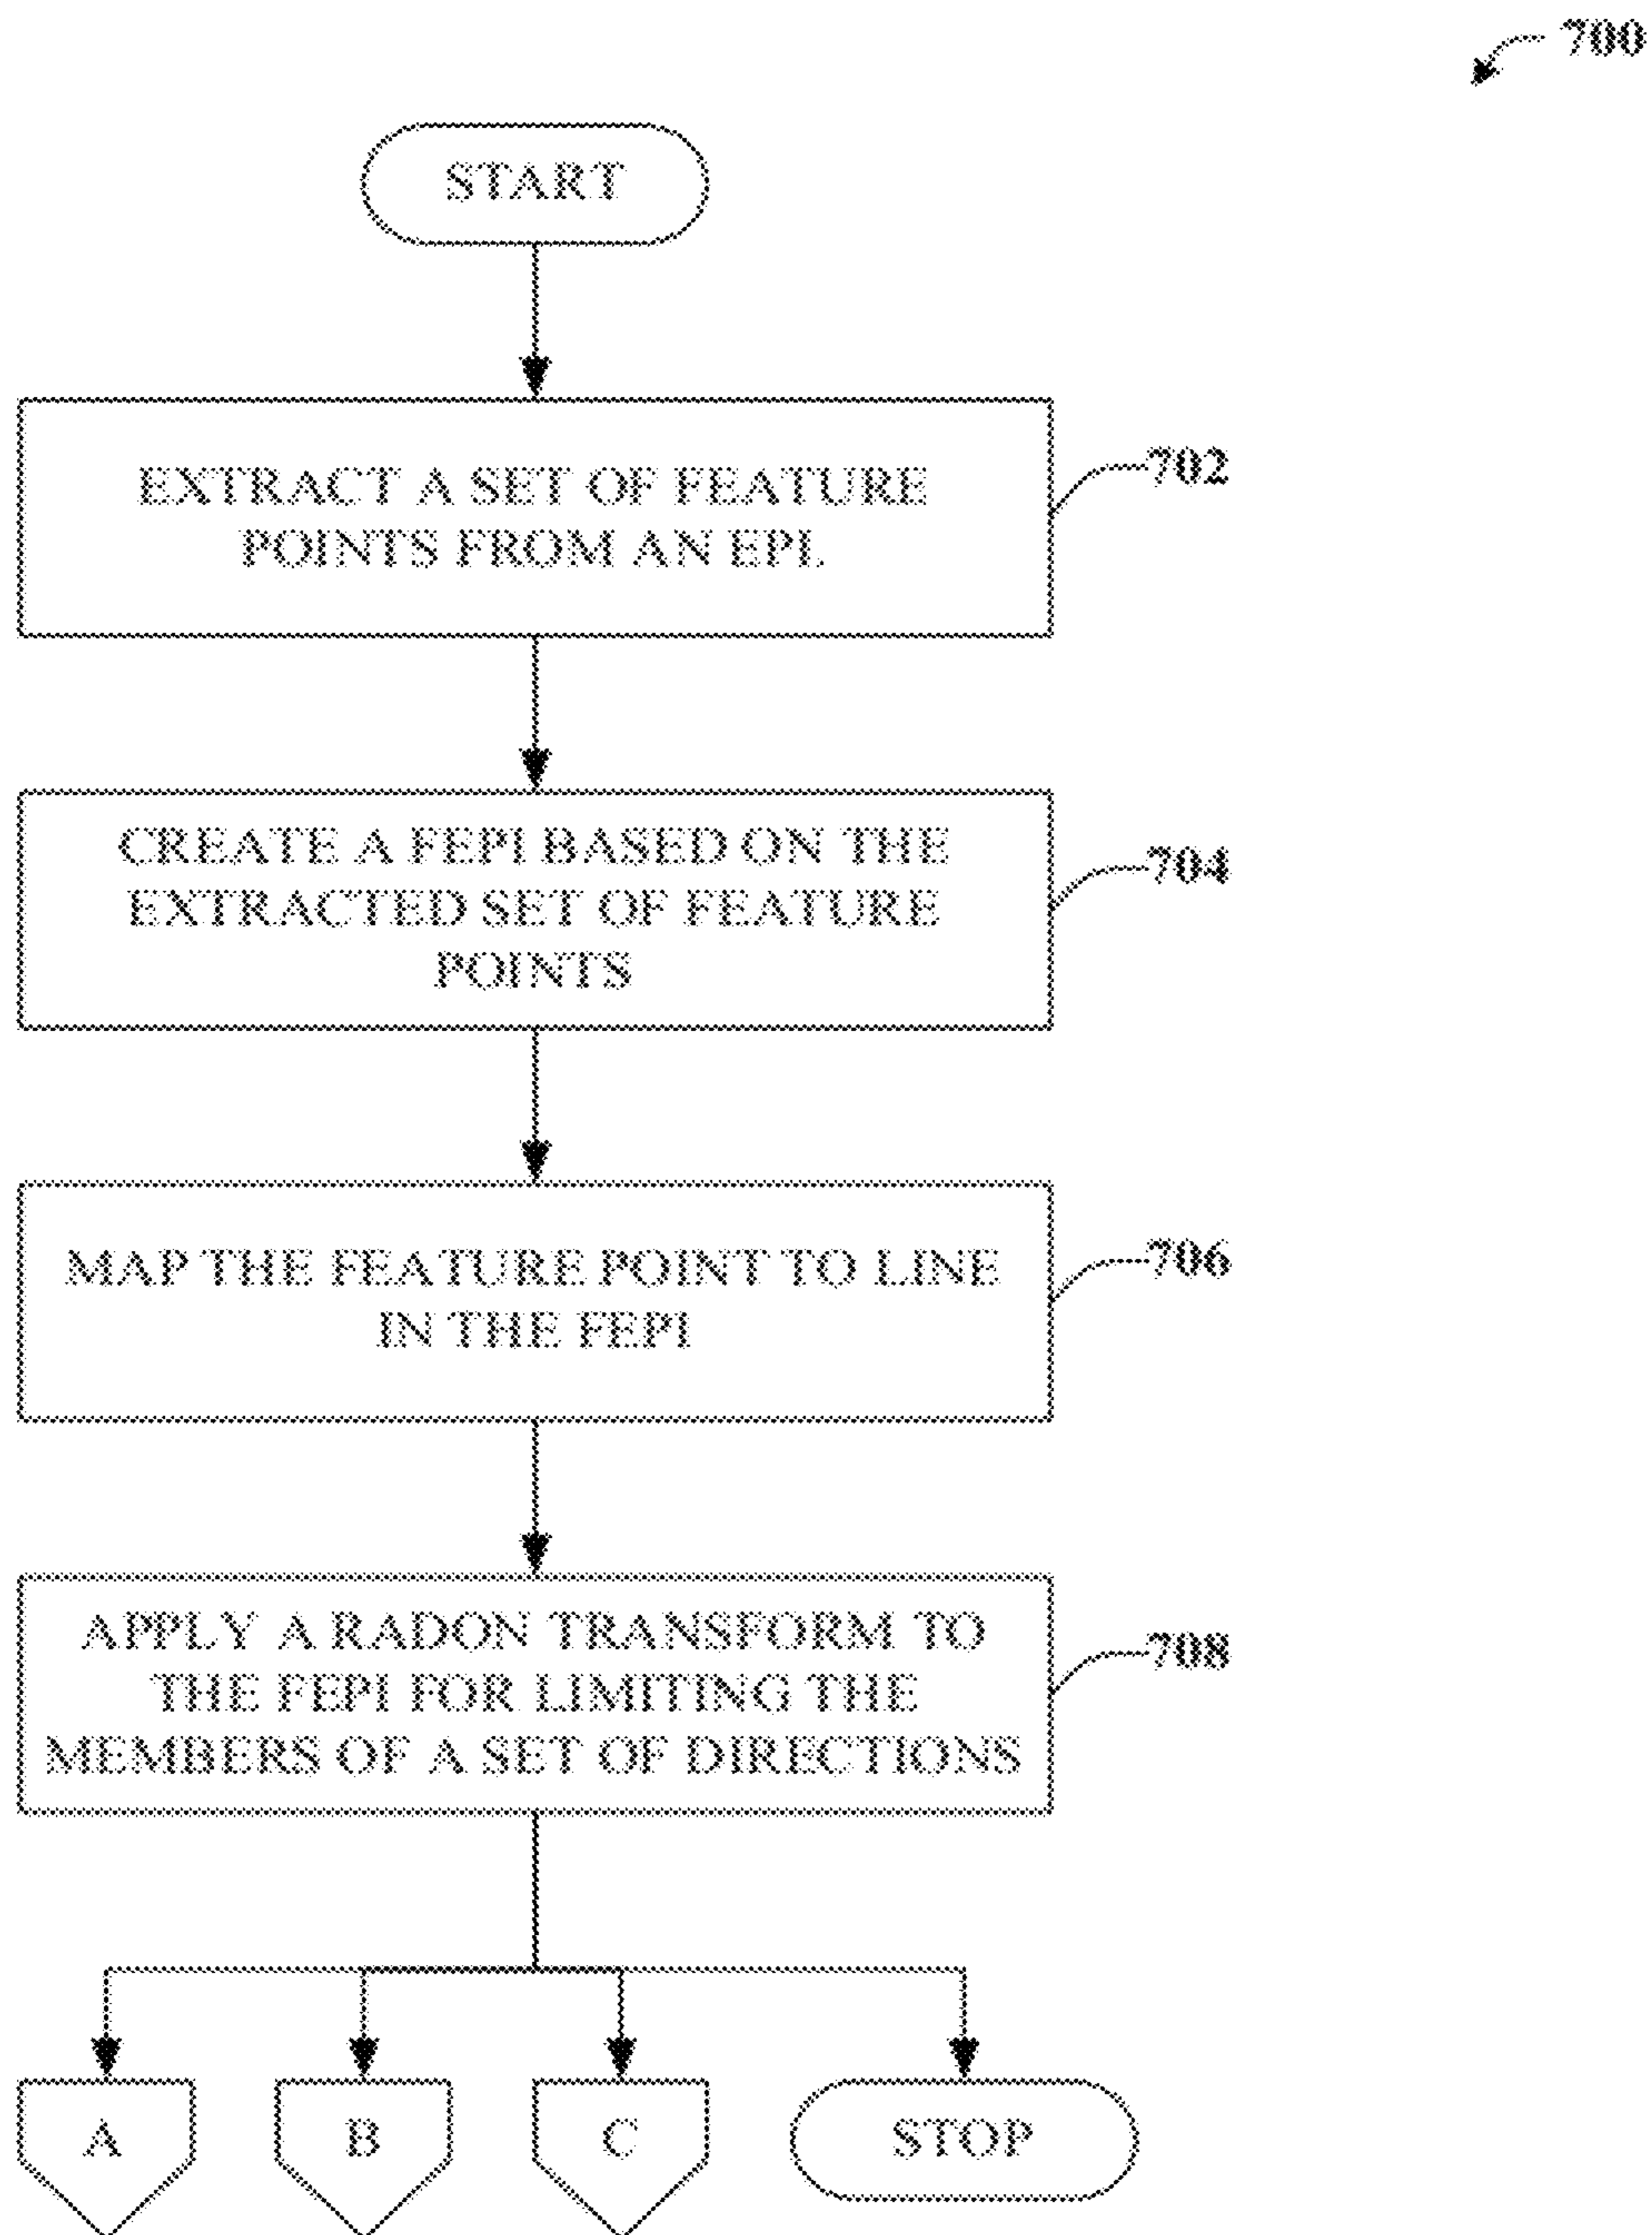 700
START
EXTRACT A SET OF FEATURE
POINTS FROM AN EPI.
702
CREATE A FEPI BASED ON THE
EXTRACTED SET OF FEATURE
POINTS
704
MAP THE FEATURE POINT TO LINE
IN THE FEPI
706
APPLY A RADON TRANSFORM TO
THE FEPI FOR LIMITING THE
MEMBERS OF A SET OF DIRECTIONS
708
A
B
C
STOP